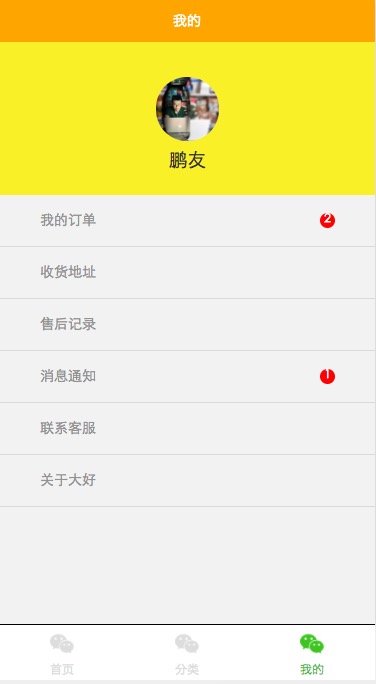 我的
鹏友
我的订单 2
收货地址
售后记录
消息通知 1
联系客服
关于大好
首页 分类 我的